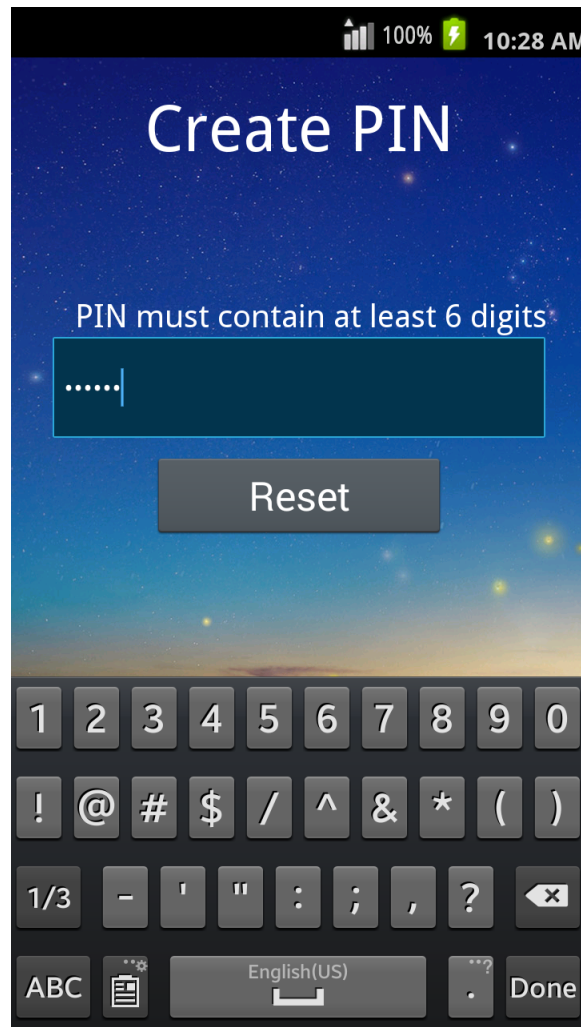 100% 10:28 AM
Create PIN
PIN must contain at least 6 digits
••••••
Reset
1 2 3 4 5 6 7 8 9 0
! @ # $ / ^ & * ( )
1/3 - ' " : ; , ?
English(US)
ABC . Done